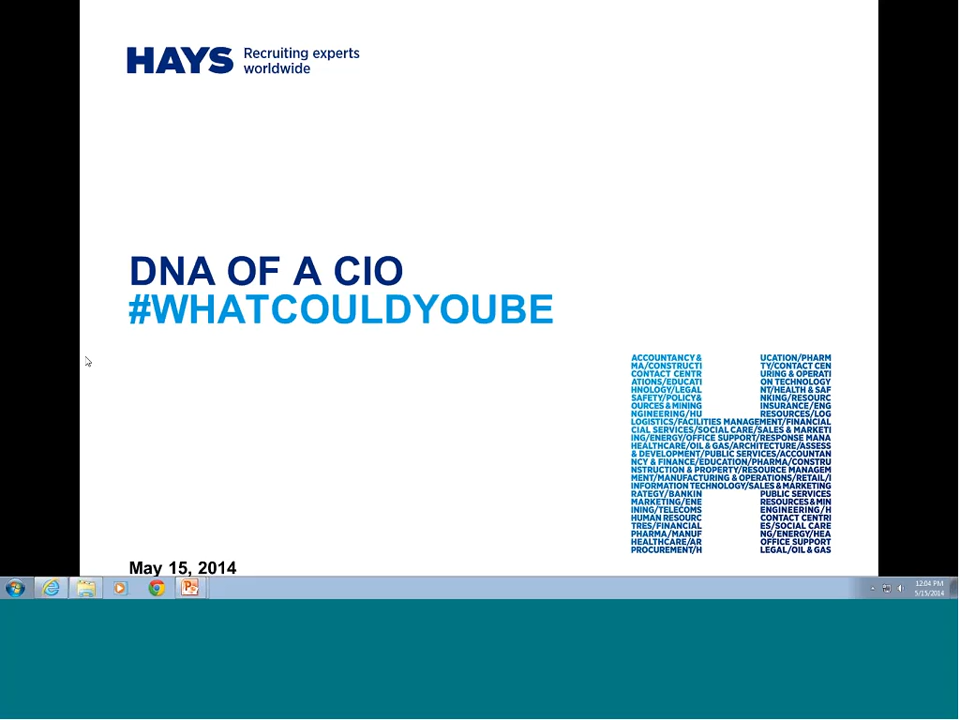 HAYS Recruiting experts
worldwide
DNA OF A CIO
#WHATCOULDYOUBE
ACCOUNTANCY & UCATION/PHARM
MA/CONSTRUCTI TY/CONTACT CEN
CONTACT CENTR URING & OPERATI
ATIONS/EDUCATI ON TECHNOLOGY
HNOLOGY/LEGAL NT/HEALTH & SAF
SAFETY/POLICY& NKING/RESOURC
OURCES & MINING INSURANCE/ENG
NGINEERING/HU RESOURCES/LOG
LOGISTICS/FACILITIES MANAGEMENT/FINANCIAL
CIAL SERVICES/SOCIAL CARE/SALES & MARKETI
ING/ENERGY/OFFICE SUPPORT/RESPONSE MANA
HEALTHCARE/OIL & GAS/ARCHITECTURE/ASSESS
& DEVELOPMENT/PUBLIC SERVICES/ACCOUNTAN
NCY & FINANCE/EDUCATION/PHARMA/CONSTRU
NSTRUCTION & PROPERTY/RESOURCE MANAGEM
MENT/MANUFACTURING & OPERATIONS/RETAIL/I
INFORMATION TECHNOLOGY/SALES & MARKETING
RATEGY/BANKIN PUBLIC SERVICES
MARKETING/ENE RESOURCES & MIN
INING/TELECOMS ENGINEERING/H
HUMAN RESOURC CONTACT CENTRI
TRES/FINANCIAL ES/SOCIAL CARE
PHARMA/MANUF NG/ENERGY/HEA
HEALTHCARE/AR OFFICE SUPPORT
PROCUREMENT/H LEGAL/OIL & GAS
May 15, 2014
12:04 PM
5/15/2014